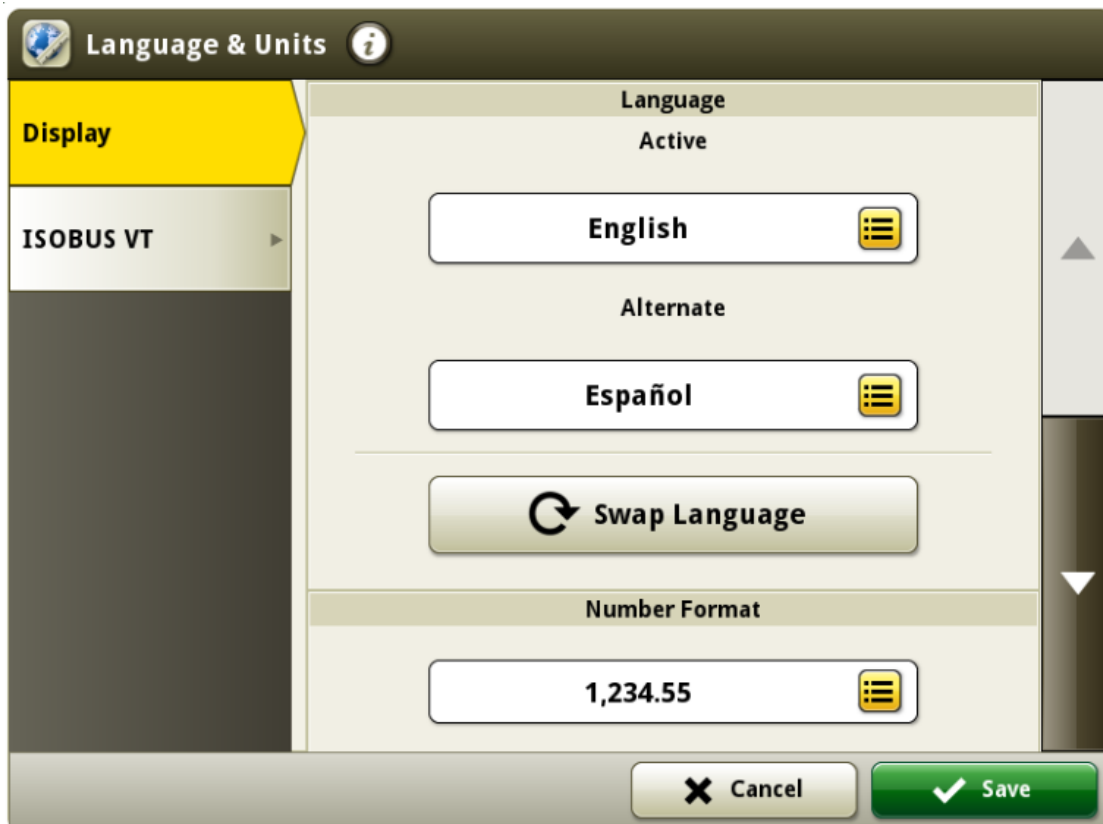 Language & Units
Display
ISOBUS VT
Language
Active
English
Alternate
Español
Swap Language
Number Format
1,234.55
Cancel
Save